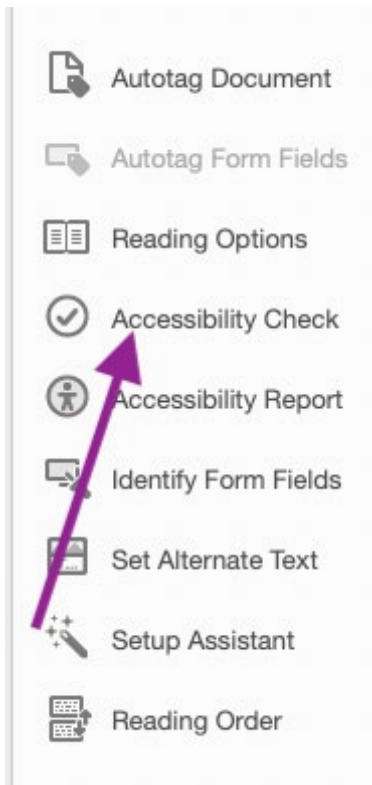 Autotag Document
Autotag Form Fields
Reading Options
Accessibility Check
Accessibility Report
Identify Form Fields
Set Alternate Text
Setup Assistant
Reading Order